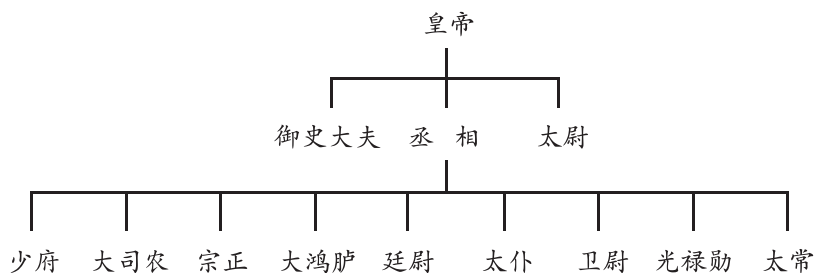 皇帝
御史大夫 丞相 太尉
少府 大司农 宗正 大鸿胪 廷尉 太仆 卫尉 光禄勋 太常